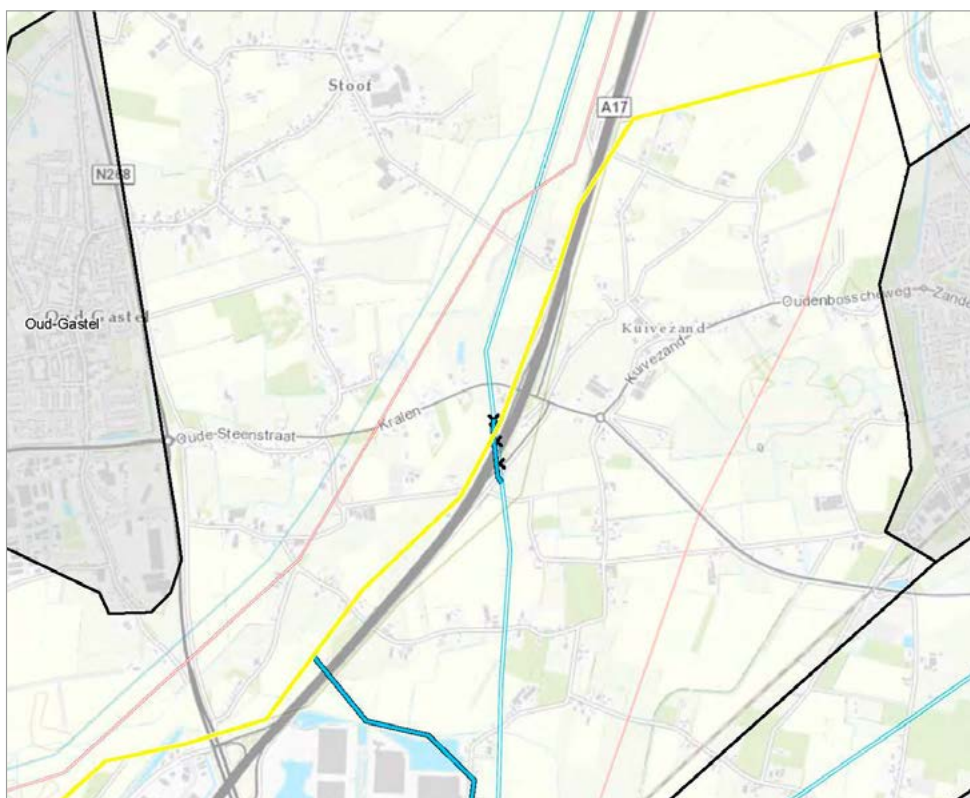 Stoof
A17
N268
Oudenbosscheweg
Zande
Oud Gastel
Oud-Gastel
Kuivezand
Kuivezand
Kralen
Oude-Steenstraat